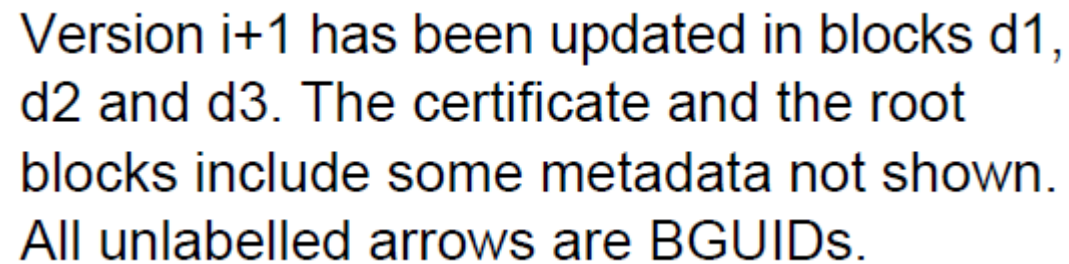 Version i+1 has been updated in blocks d1,
d2 and d3. The certificate and the root
blocks include some metadata not shown.
All unlabelled arrows are BGUIDs.